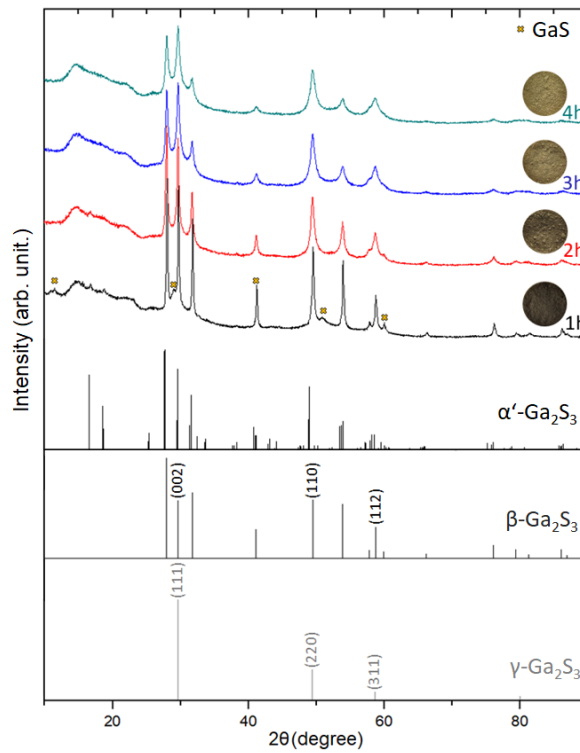 GaS
4h
3h
2h
1h
α‘-Ga₂S₃
(002)
(110)
(112)
β-Ga₂S₃
(111)
(220)
(311)
γ-Ga₂S₃
Intensity (arb. unit.)
20
40
60
80
2θ(degree)